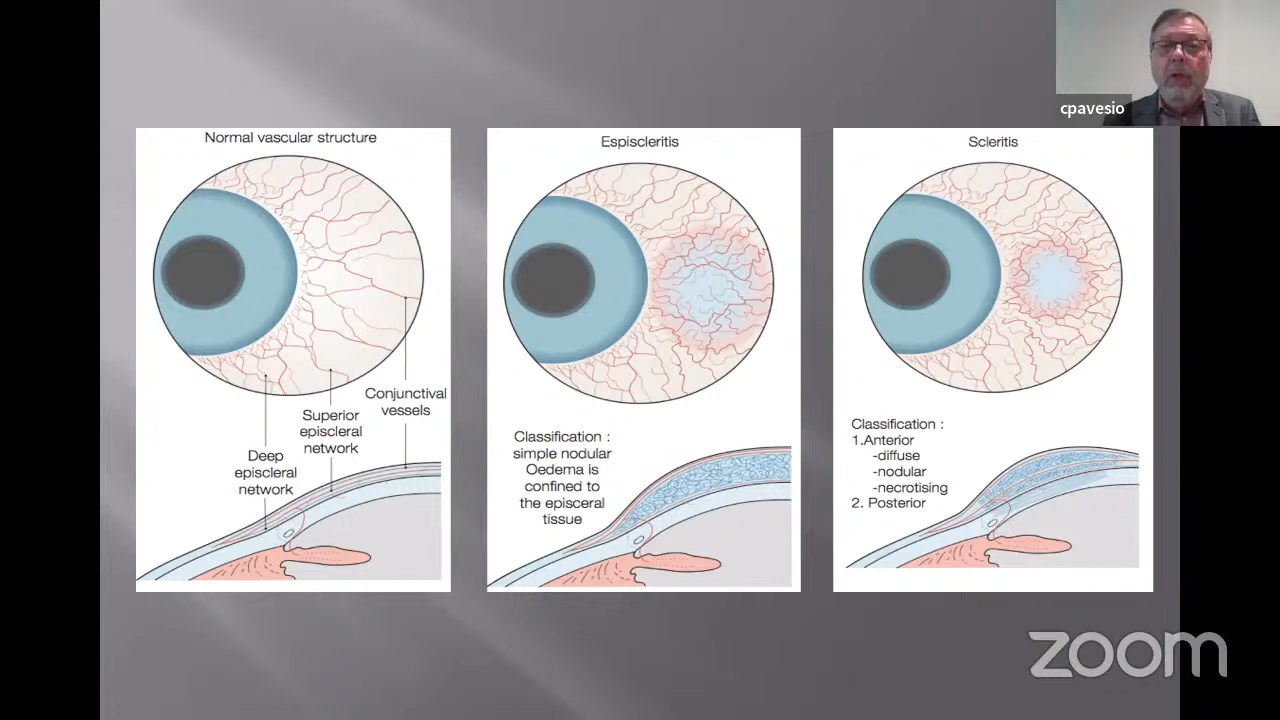 cpavesio
Normal vascular structure
Conjunctival
vessels
Superior
episcleral
network
Deep
episcleral
network
Espiscleritis
Classification :
simple nodular
Oedema is
confined to
the episceral
tissue
Scleritis
Classification :
1.Anterior
-diffuse
-nodular
-necrotising
2. Posterior
zoom